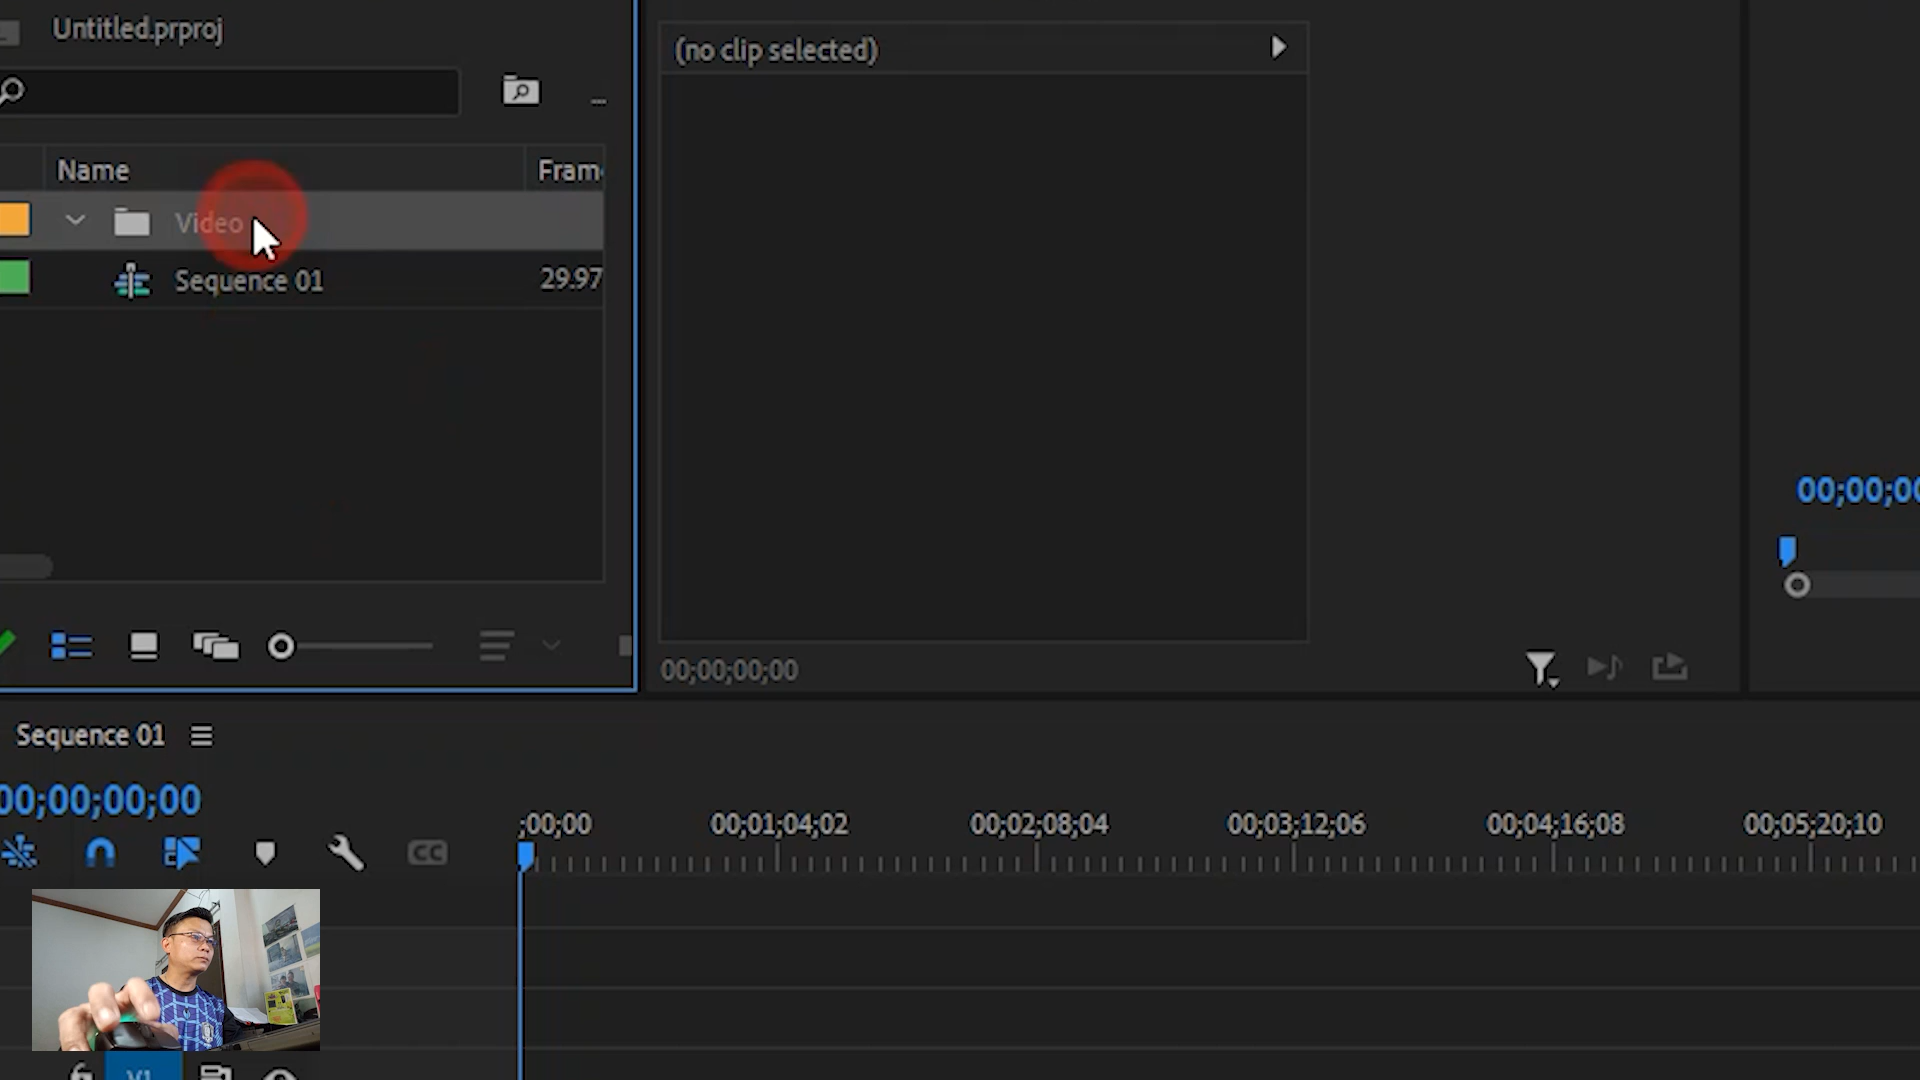 Untitled.prproj
(no clip selected)
Name
Fram
Video
Sequence 01
29.97
00;00;00
00;00;00;00
Sequence 01
00;00;00;00
;00;00
00;01;04;02
00;02;08;04
00;03;12;06
00;04;16;08
00;05;20;10
CC
V1